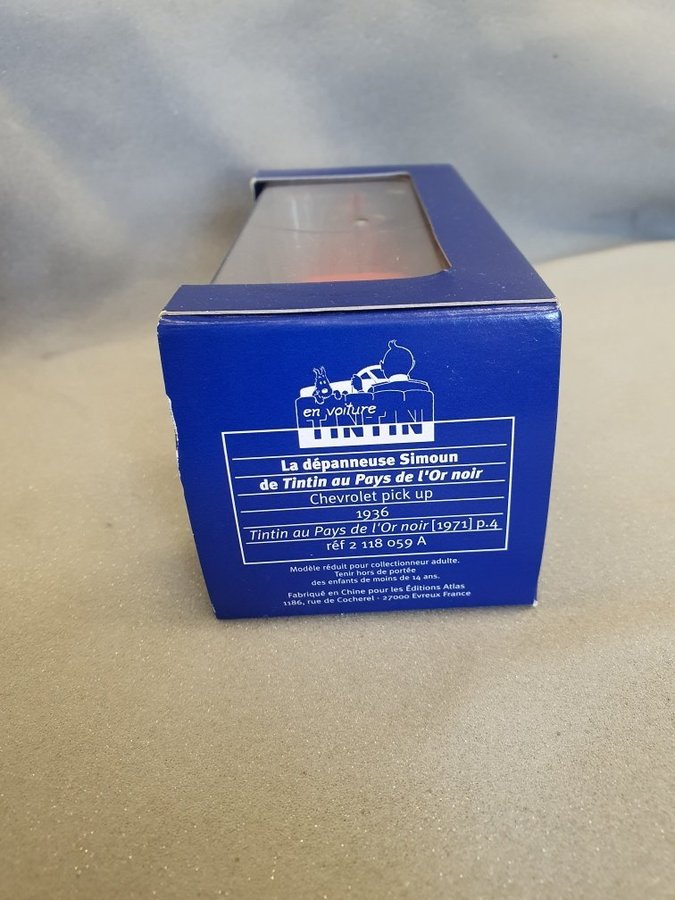 en voiture
TINTIN
La dépanneuse Simoun
de Tintin au Pays de l'Or noir
Chevrolet pick up
1936
Tintin au Pays de l'Or noir [1971] p.4
réf 2 118 059 A
Modèle réduit pour collectionneur adulte.
Tenir hors de portée
des enfants de moins de 14 ans.
Fabriqué en Chine pour les Éditions Atlas
1186, rue de Cocherel - 27000 Evreux France